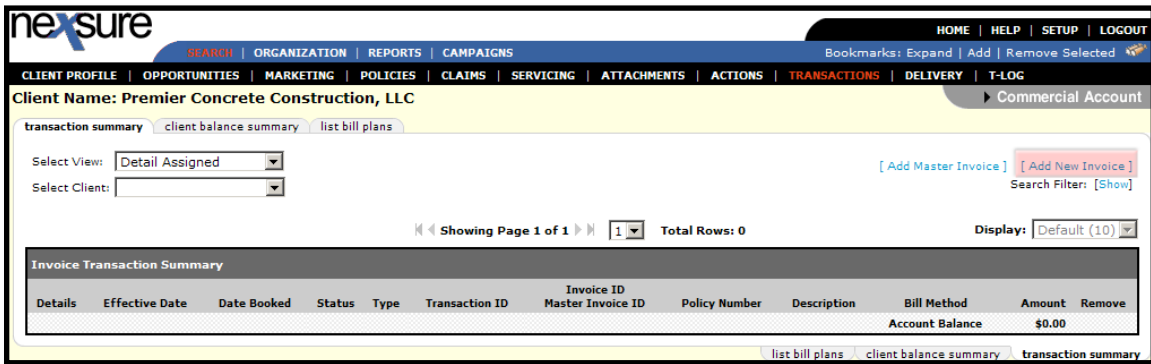 nexsure
HOME | HELP | SETUP | LOGOUT
SEARCH | ORGANIZATION | REPORTS | CAMPAIGNS Bookmarks: Expand | Add | Remove Selected
CLIENT PROFILE | OPPORTUNITIES | MARKETING | POLICIES | CLAIMS | SERVICING | ATTACHMENTS | ACTIONS | TRANSACTIONS | DELIVERY | T-LOG
Client Name: Premier Concrete Construction, LLC Commercial Account
transaction summary client balance summary list bill plans
Select View: Detail Assigned [ Add Master Invoice ] [ Add New Invoice ]
Select Client: Search Filter: [Show]
Showing Page 1 of 1 1 Total Rows: 0 Display: Default (10)
Invoice Transaction Summary
Details Effective Date Date Booked Status Type Transaction ID Invoice ID Master Invoice ID Policy Number Description Bill Method Amount Remove
Account Balance $0.00
list bill plans client balance summary transaction summary